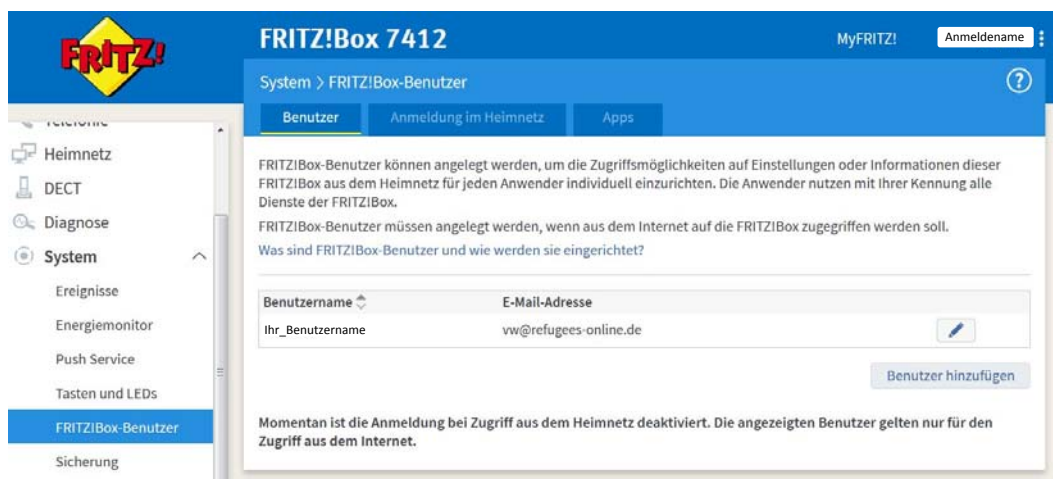 FRITZ!
FRITZ!Box 7412
MyFRITZ!
Anmeldename
System > FRITZ!Box-Benutzer
?
Benutzer
Anmeldung im Heimnetz
Apps
Telefonie
Heimnetz
DECT
Diagnose
System
Ereignisse
Energiemonitor
Push Service
Tasten und LEDs
FRITZ!Box-Benutzer
Sicherung
FRITZ!Box-Benutzer können angelegt werden, um die Zugriffsmöglichkeiten auf Einstellungen oder Informationen dieser
FRITZ!Box aus dem Heimnetz für jeden Anwender individuell einzurichten. Die Anwender nutzen mit Ihrer Kennung alle
Dienste der FRITZ!Box.
FRITZ!Box-Benutzer müssen angelegt werden, wenn aus dem Internet auf die FRITZ!Box zugegriffen werden soll.
Was sind FRITZ!Box-Benutzer und wie werden sie eingerichtet?
Benutzername E-Mail-Adresse
Ihr_Benutzername vw@refugees-online.de
Benutzer hinzufügen
Momentan ist die Anmeldung bei Zugriff aus dem Heimnetz deaktiviert. Die angezeigten Benutzer gelten nur für den
Zugriff aus dem Internet.